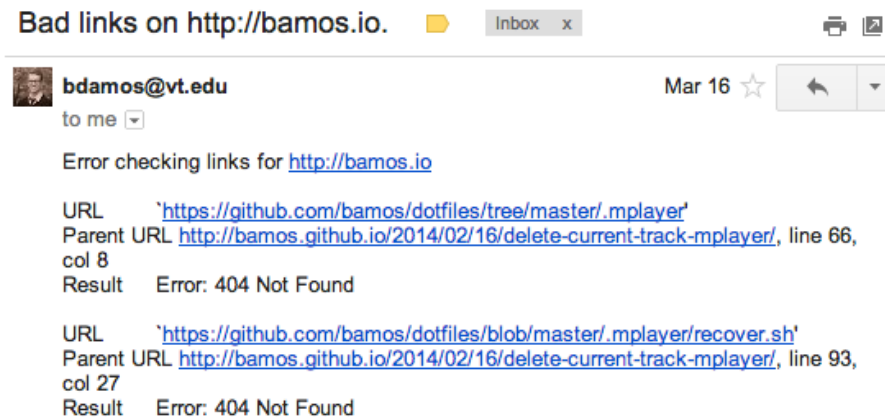 Bad links on http://bamos.io.
Inbox x
bdamos@vt.edu
Mar 16
to me
Error checking links for http://bamos.io
URL `https://github.com/bamos/dotfiles/tree/master/.mplayer'
Parent URL http://bamos.github.io/2014/02/16/delete-current-track-mplayer/, line 66,
col 8
Result Error: 404 Not Found
URL `https://github.com/bamos/dotfiles/blob/master/.mplayer/recover.sh'
Parent URL http://bamos.github.io/2014/02/16/delete-current-track-mplayer/, line 93,
col 27
Result Error: 404 Not Found